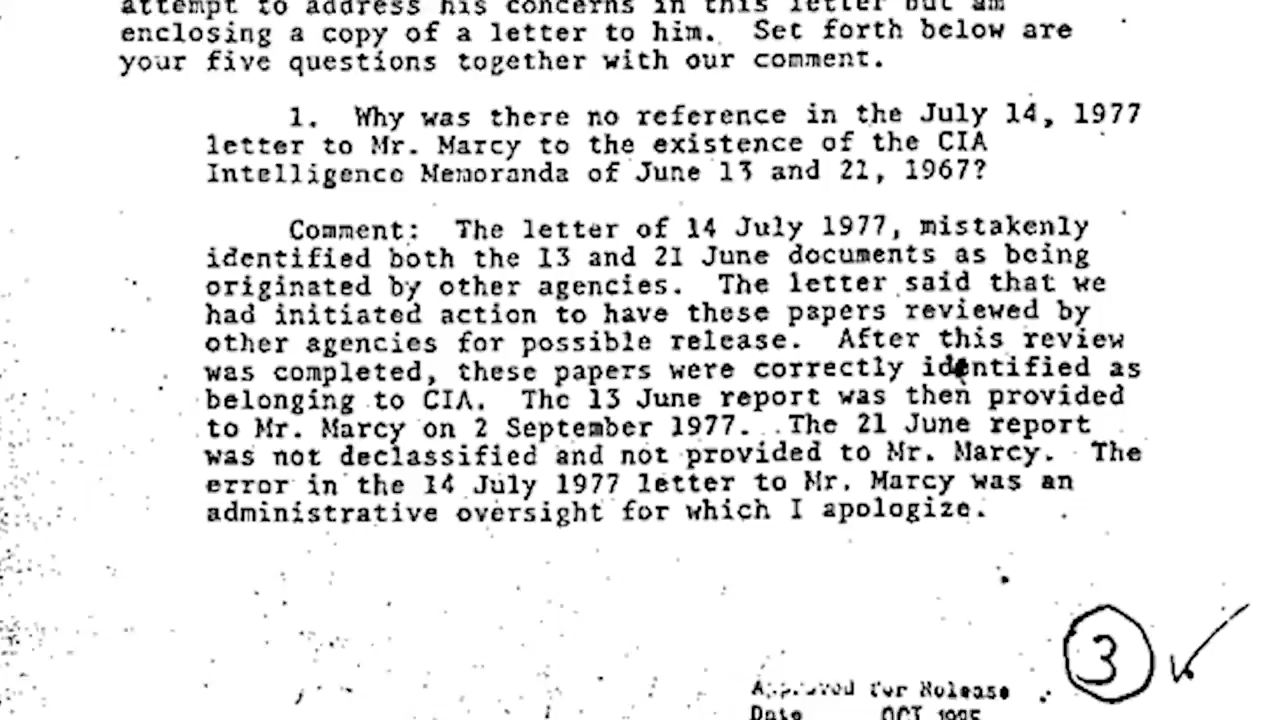 attempt to address his concerns in this letter but am
enclosing a copy of a letter to him. Set forth below are
your five questions together with our comment.
1. Why was there no reference in the July 14, 1977
letter to Mr. Marcy to the existence of the CIA
Intelligence Memoranda of June 13 and 21, 1967?
Comment: The letter of 14 July 1977, mistakenly
identified both the 13 and 21 June documents as being
originated by other agencies. The letter said that we
had initiated action to have these papers reviewed by
other agencies for possible release. After this review
was completed, these papers were correctly identified as
belonging to CIA. The 13 June report was then provided
to Mr. Marcy on 2 September 1977. The 21 June report
was not declassified and not provided to Mr. Marcy. The
error in the 14 July 1977 letter to Mr. Marcy was an
administrative oversight for which I apologize.
3
Approved for Release
Date OCT